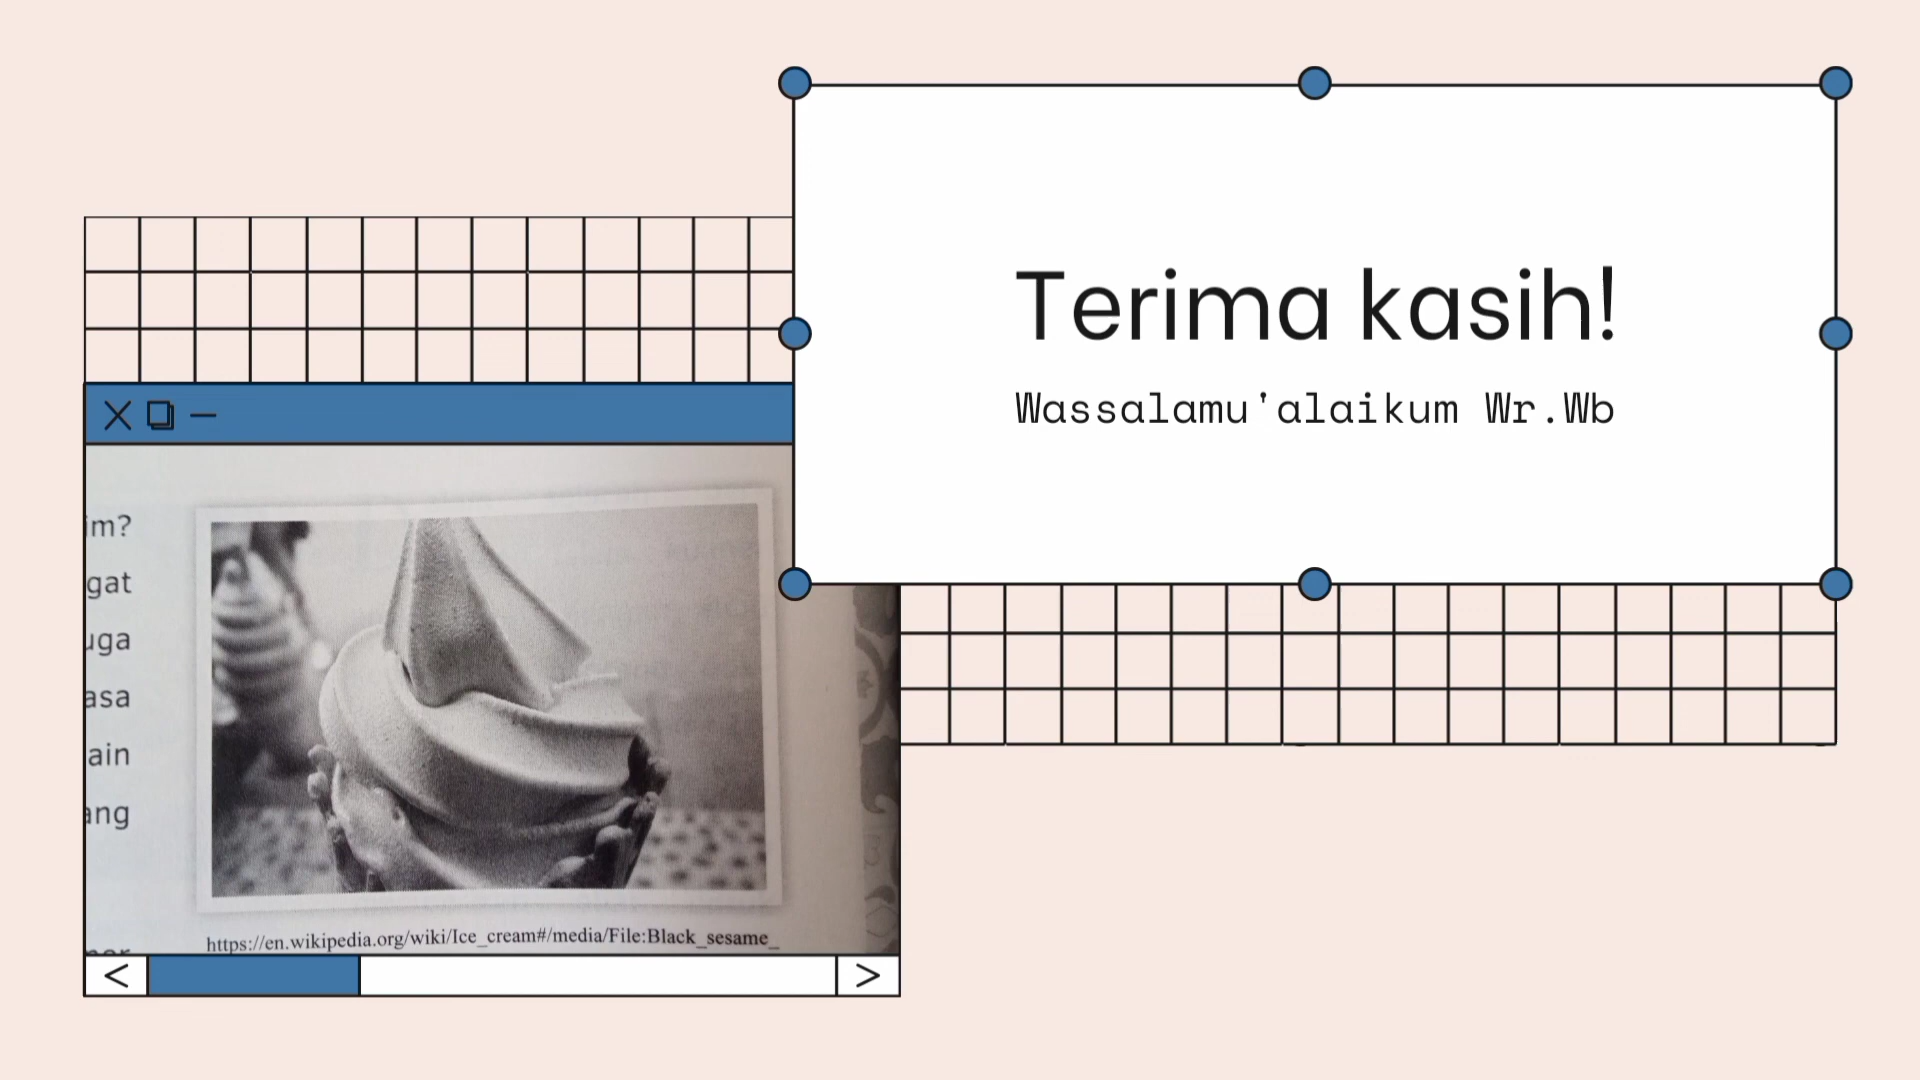 Terima kasih!
Wassalamu'alaikum Wr.Wb
im?
gat
uga
asa
ain
ang
https://en.wikipedia.org/wiki/Ice_cream#/media/File:Black_sesame_